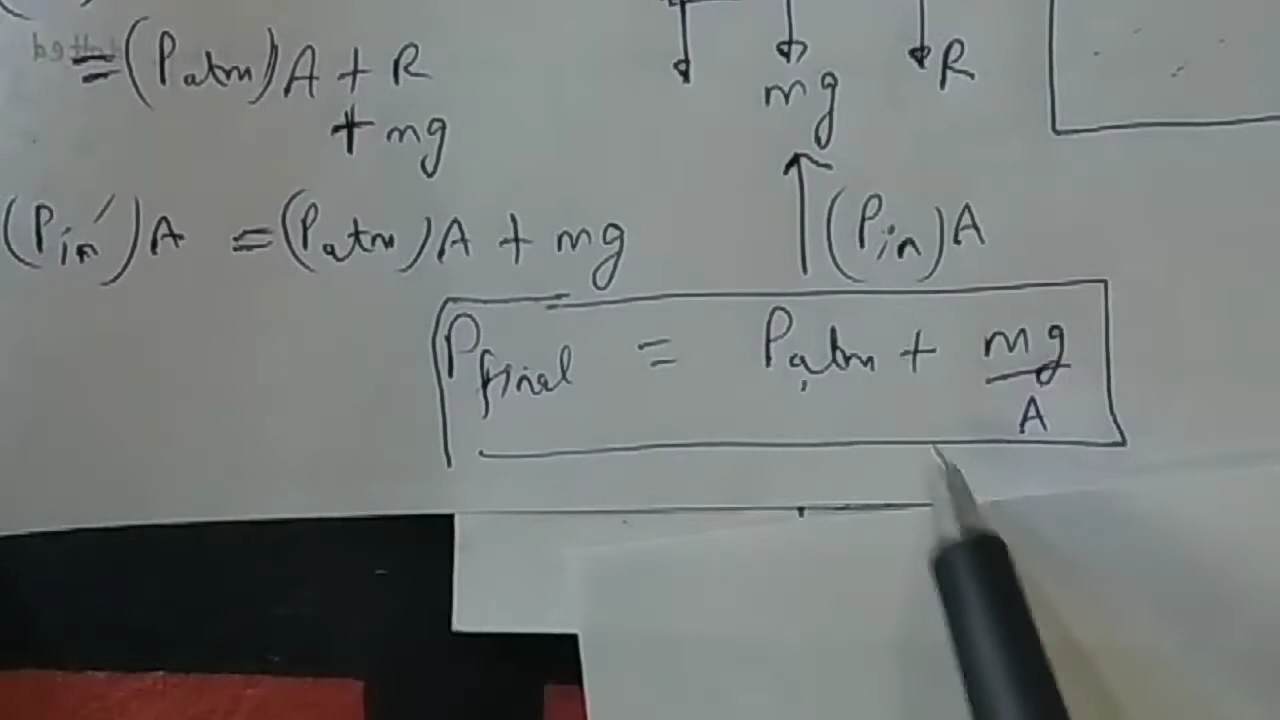 =(Patm)A + R
+ mg
mg
R
(Pin')A = (Patm)A + mg
(Pin)A
Pfinal = Patm + mg/A